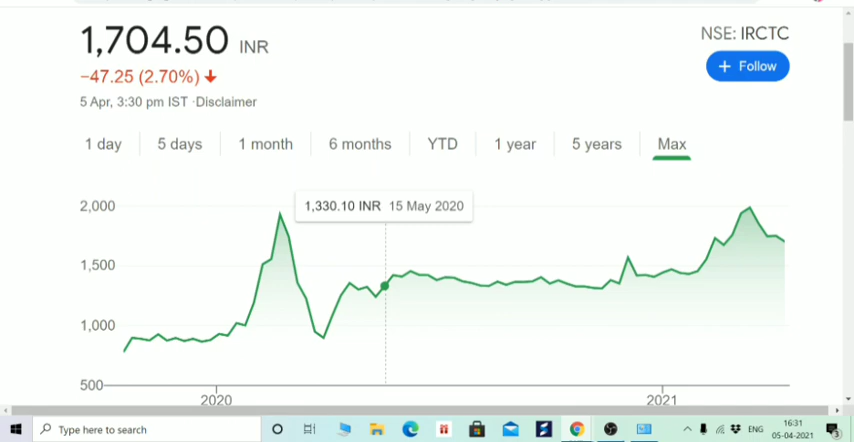 1,704.50 INR
NSE: IRCTC
−47.25 (2.70%)
+ Follow
5 Apr, 3:30 pm IST ·Disclaimer
1 day
5 days
1 month
6 months
YTD
1 year
5 years
Max
1,330.10 INR 15 May 2020
2,000
1,500
1,000
500
2020
2021
Type here to search
ENG
16:31
05-04-2021
3